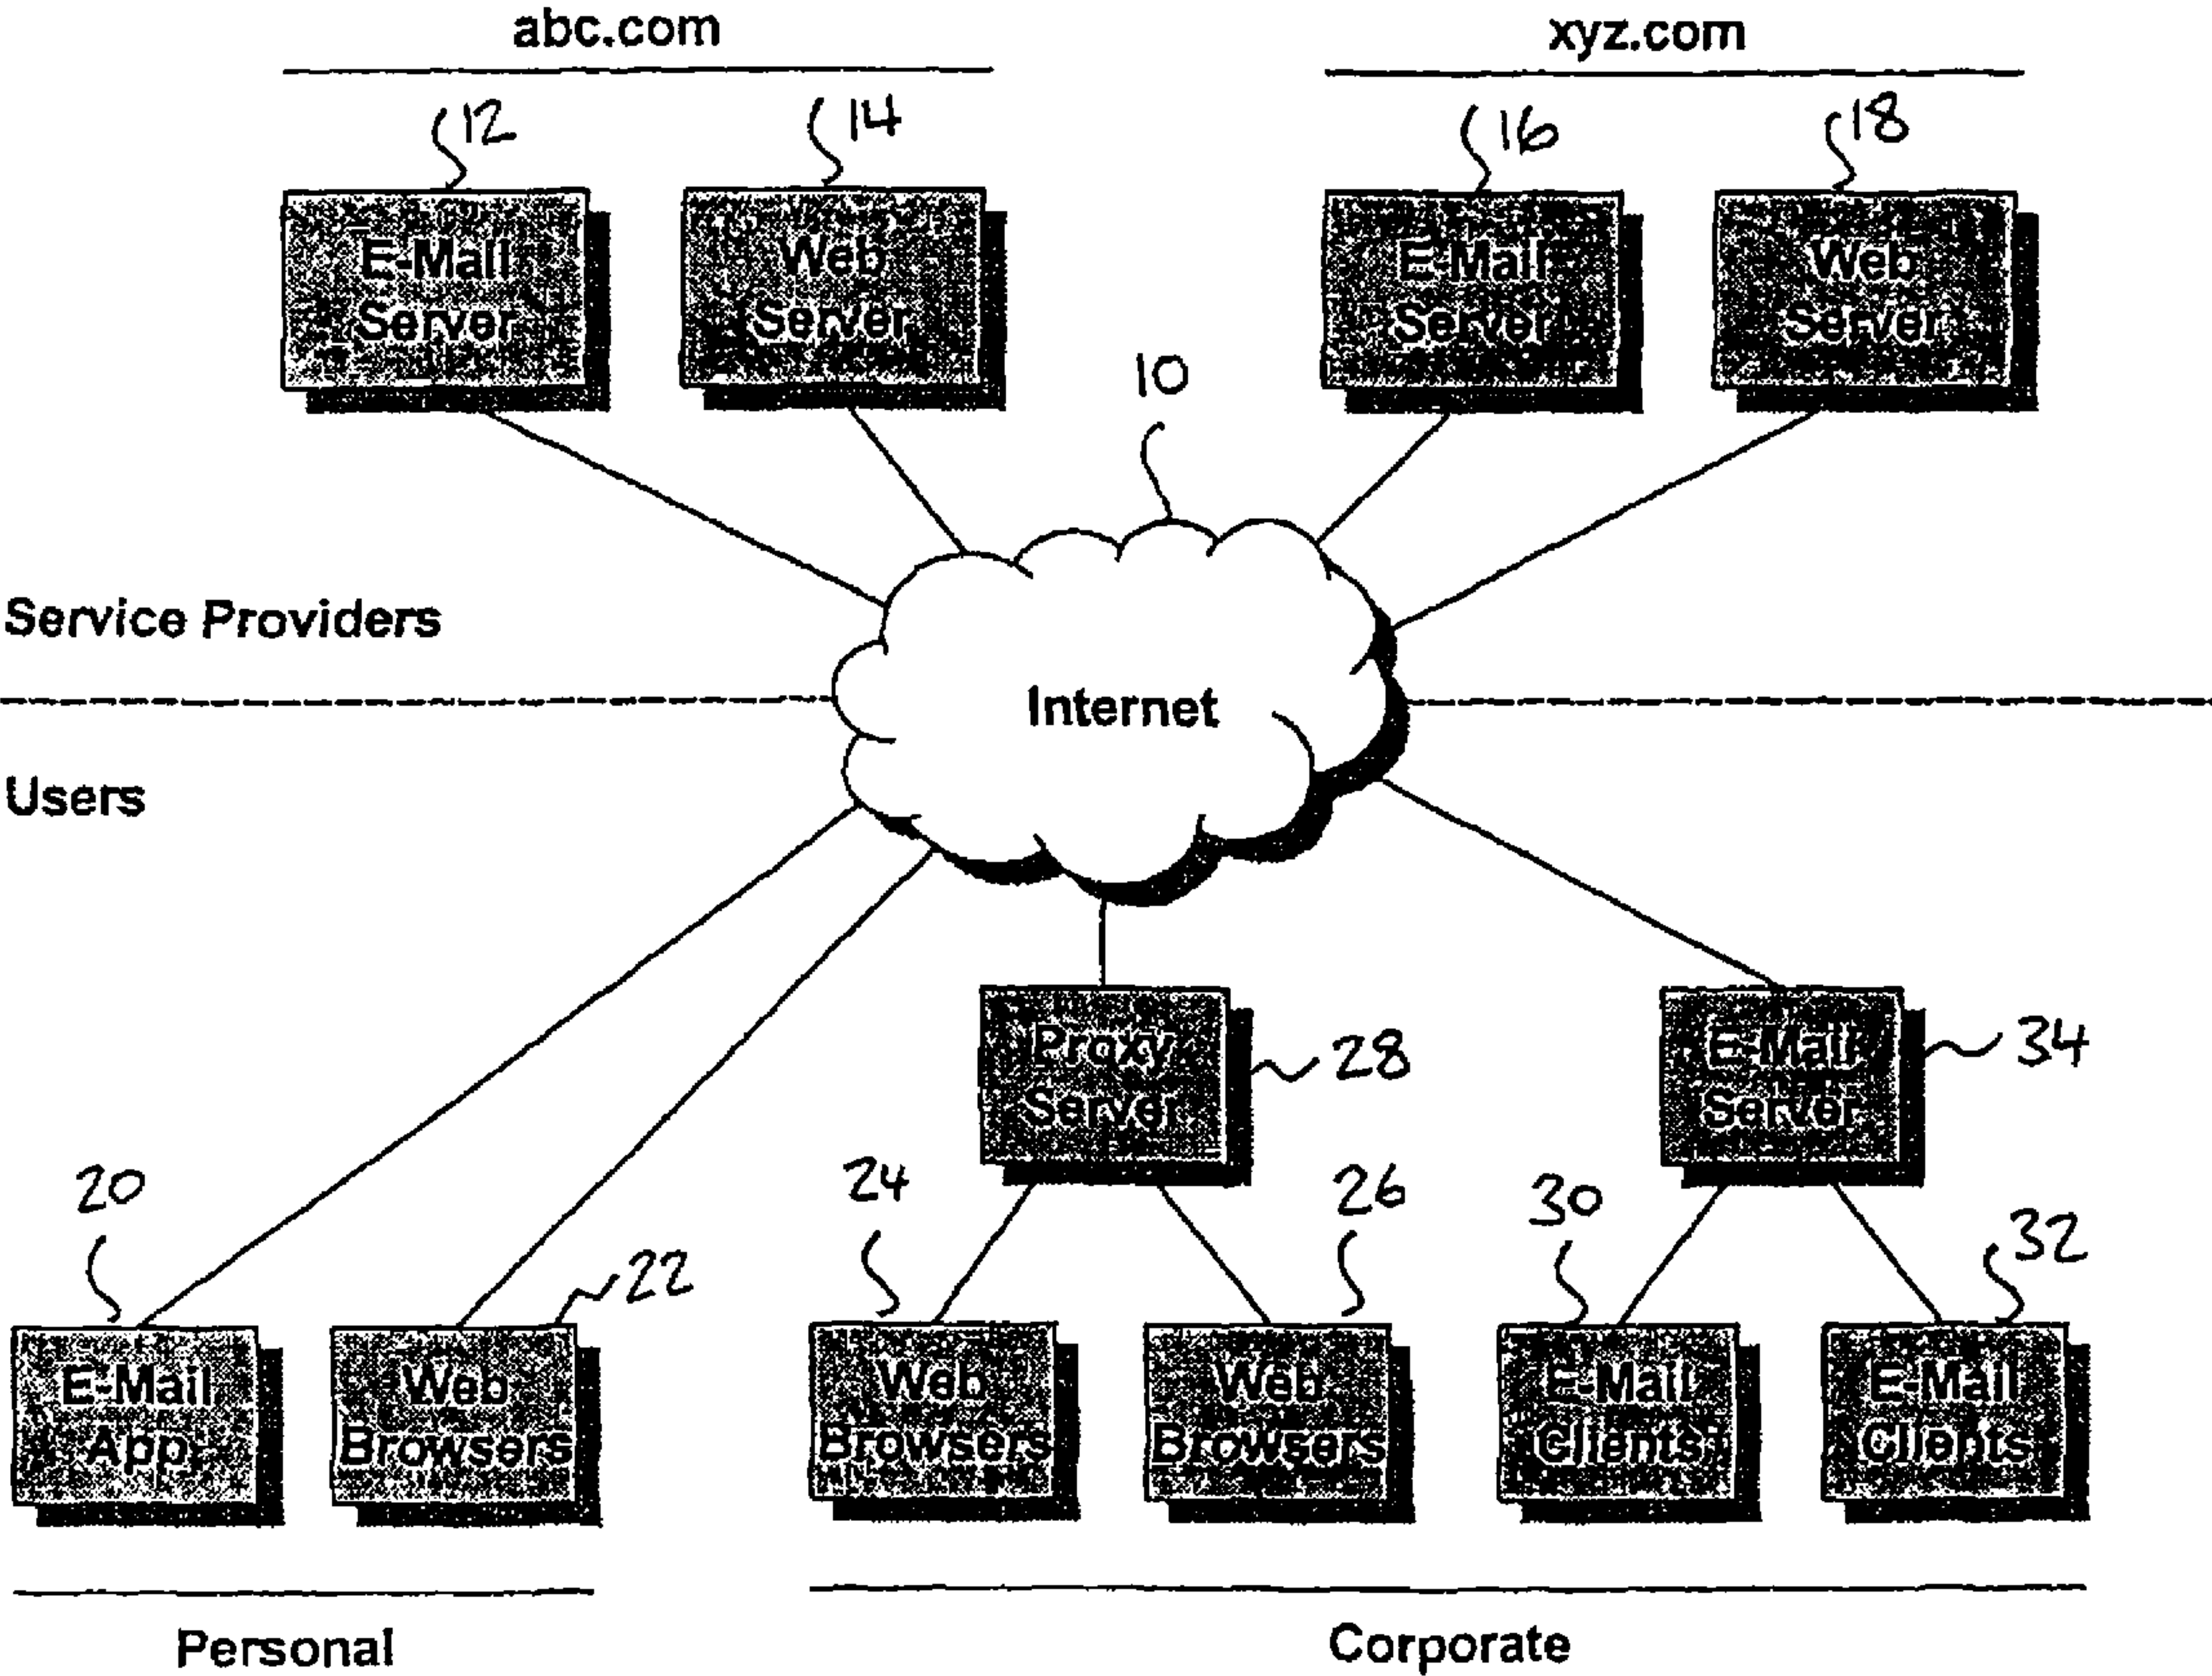 abc.com
xyz.com
12
14
16
18
E-Mail
Server
Web
Server
E-Mail
Server
Web
Server
10
Service Providers
Internet
Users
Proxy
Server
28
E-Mail
Server
34
20
22
24
26
30
32
E-Mail
App.
Web
Browsers
Web
Browsers
Web
Browsers
E-Mail
Clients
E-Mail
Clients
Personal
Corporate